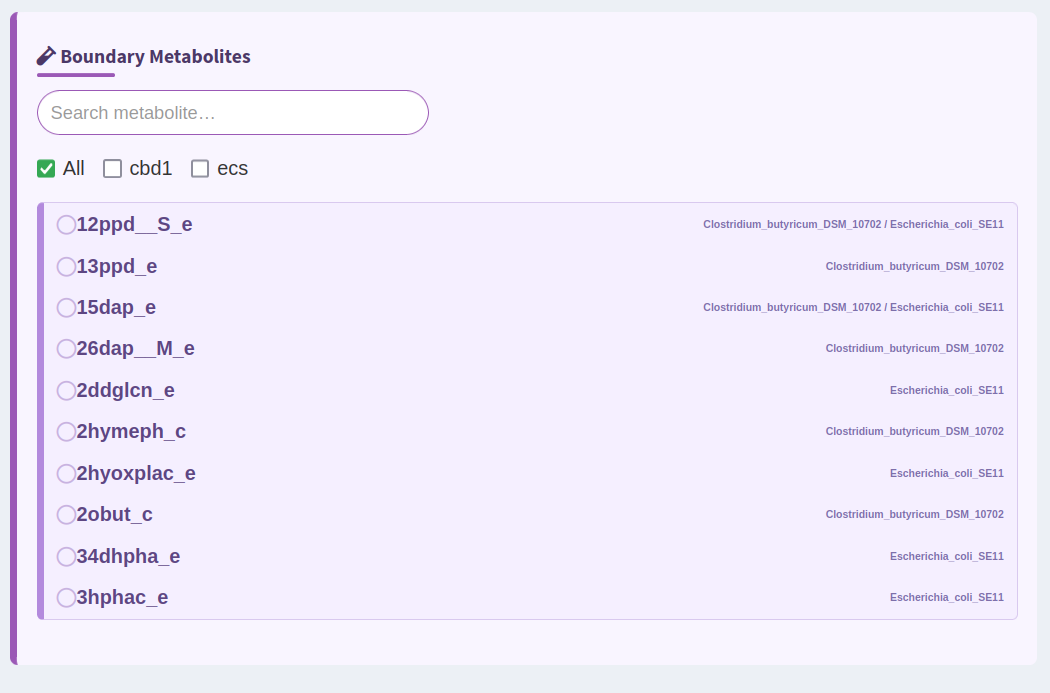 Boundary Metabolites
Search metabolite…
All cbd1 ecs
12ppd__S_e Clostridium_butyricum_DSM_10702 / Escherichia_coli_SE11
13ppd_e Clostridium_butyricum_DSM_10702
15dap_e Clostridium_butyricum_DSM_10702 / Escherichia_coli_SE11
26dap__M_e Clostridium_butyricum_DSM_10702
2ddglcn_e Escherichia_coli_SE11
2hymeph_c Clostridium_butyricum_DSM_10702
2hyoxplac_e Escherichia_coli_SE11
2obut_c Clostridium_butyricum_DSM_10702
34dhpha_e Escherichia_coli_SE11
3hphac_e Escherichia_coli_SE11